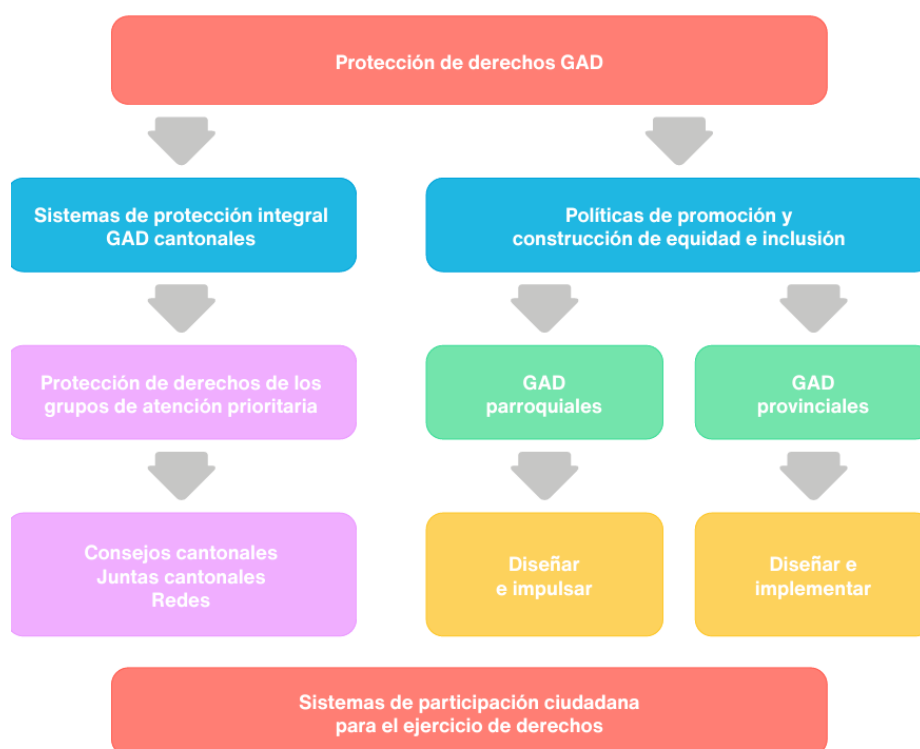 Protección de derechos GAD
Sistemas de protección integral
GAD cantonales
Políticas de promoción y
construcción de equidad e inclusión
Protección de derechos de los
grupos de atención prioritaria
GAD
parroquiales
GAD
provinciales
Consejos cantonales
Juntas cantonales
Redes
Diseñar
e impulsar
Diseñar e
implementar
Sistemas de participación ciudadana
para el ejercicio de derechos